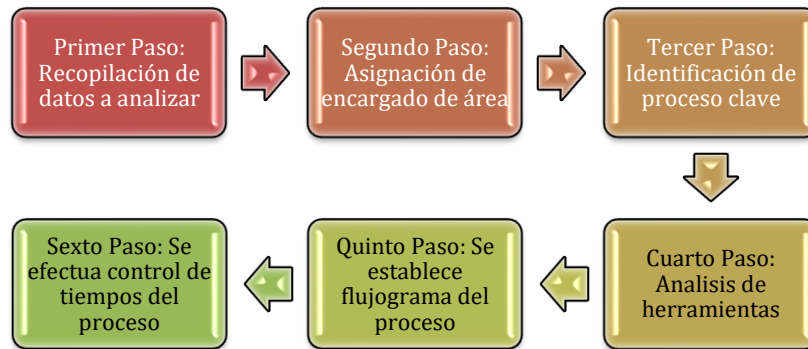 Primer Paso:
Recopilación de
datos a analizar
Segundo Paso:
Asignación de
encargado de área
Tercer Paso:
Identificación de
proceso clave
Cuarto Paso:
Analisis de
herramientas
Quinto Paso: Se
establece
flujograma del
proceso
Sexto Paso: Se
efectua control de
tiempos del
proceso